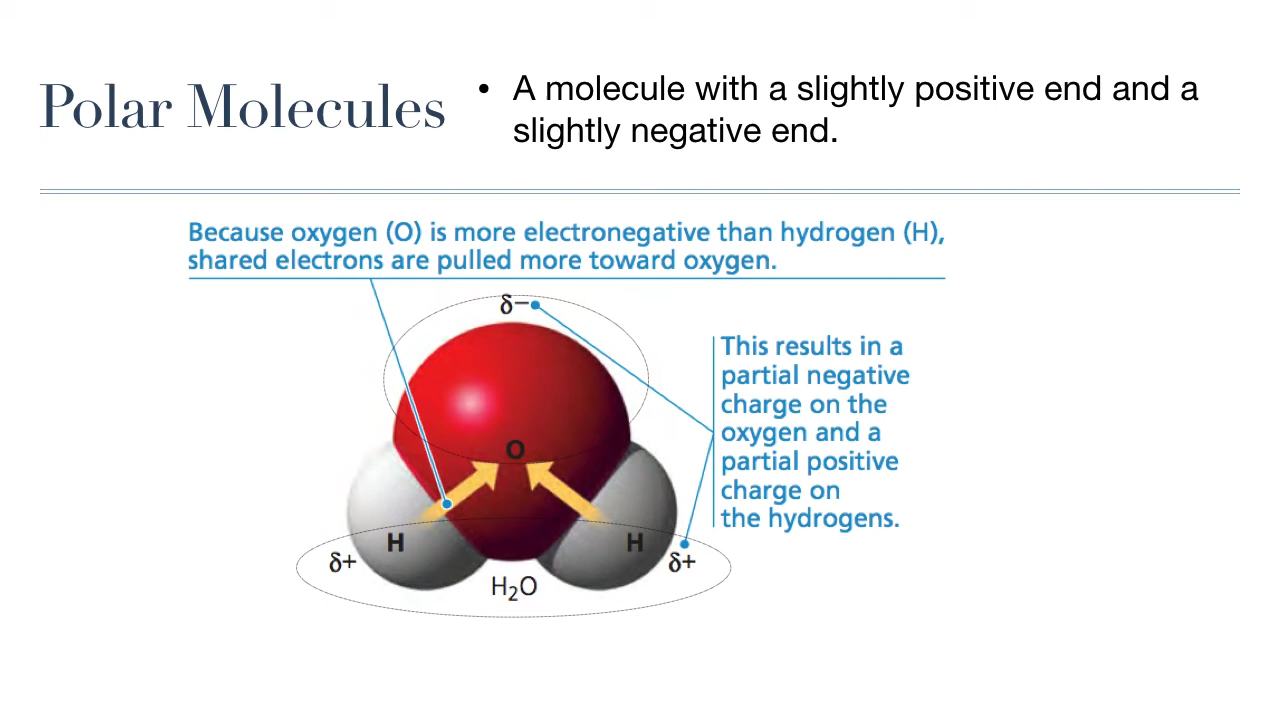 Polar Molecules
• A molecule with a slightly positive end and a
slightly negative end.
Because oxygen (O) is more electronegative than hydrogen (H),
shared electrons are pulled more toward oxygen.
δ−
This results in a
partial negative
charge on the
oxygen and a
partial positive
charge on
the hydrogens.
O
H
H
δ+
δ+
H₂O